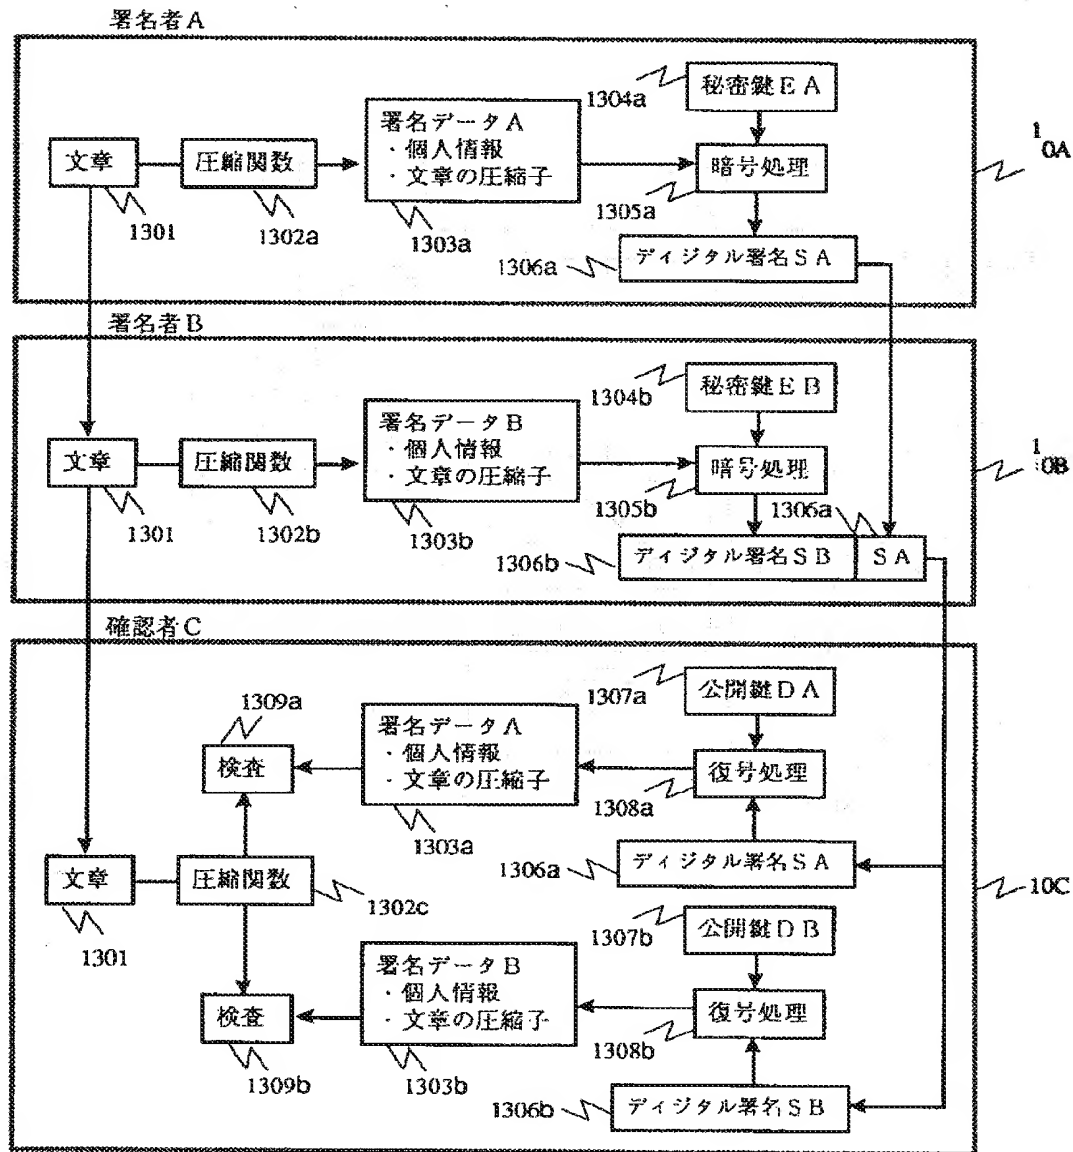 署名者A
秘密鍵EA
1304a
署名データA
・個人情報
・文章の圧縮子
文章
圧縮関数
暗号処理
10A
1301
1302a
1303a
1305a
ディジタル署名SA
1306a
署名者B
秘密鍵EB
1304b
署名データB
・個人情報
・文章の圧縮子
文章
圧縮関数
暗号処理
10B
1301
1302b
1303b
1305b
1306a
ディジタル署名SB
SA
1306b
確認者C
公開鍵DA
1307a
1309a
署名データA
・個人情報
・文章の圧縮子
検査
復号処理
1308a
1303a
ディジタル署名SA
1306a
文章
圧縮関数
1302c
10C
1301
公開鍵DB
1307b
署名データB
・個人情報
・文章の圧縮子
検査
復号処理
1308b
1309b
1303b
ディジタル署名SB
1306b